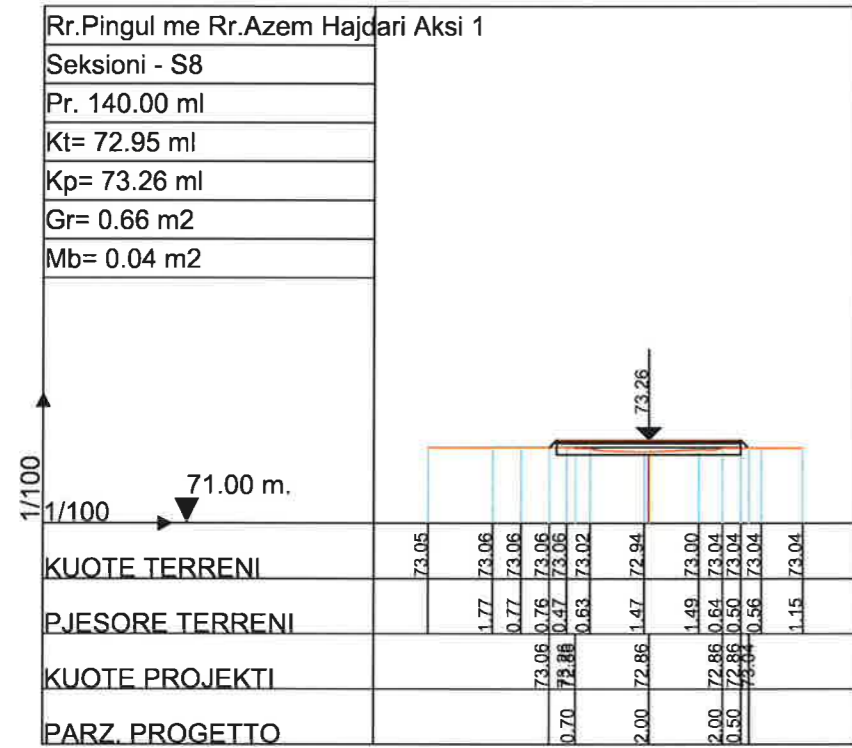 Rr.Pingul me Rr.Azem Hajdari Aksi 1
Seksioni - S8
Pr. 140.00 ml
Kt= 72.95 ml
Kp= 73.26 ml
Gr= 0.66 m2
Mb= 0.04 m2
73.26
1/100
71.00 m.
1/100
KUOTE TERRENI 73.05 73.06 73.06 73.06 73.06 73.02 72.94 73.00 73.04 73.04 73.04 73.04
PJESORE TERRENI 1.77 0.77 0.76 0.47 0.63 1.47 1.49 0.64 0.50 0.56 1.15
KUOTE PROJEKTI 73.06 72.86 72.86 72.86 73.04
PARZ. PROGETTO 0.70 2.00 2.00 0.50